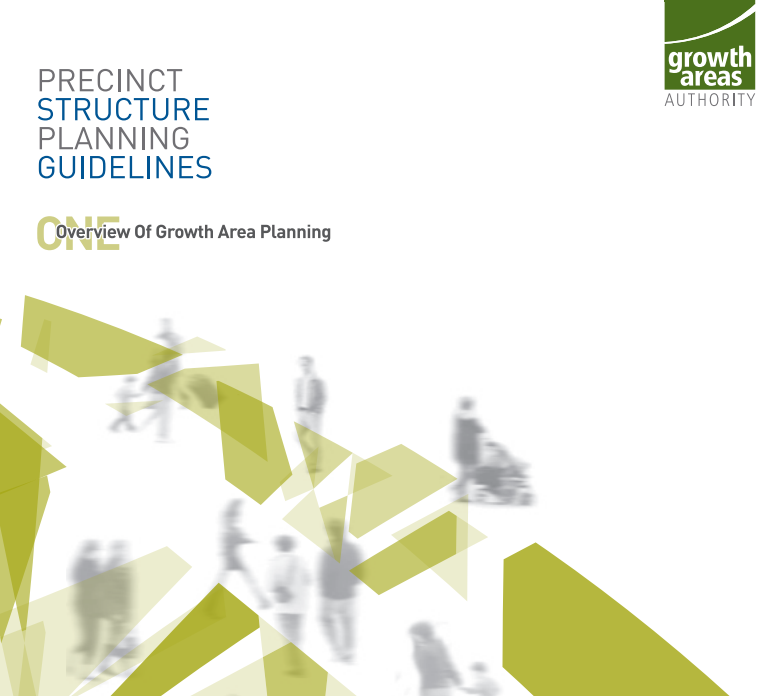 growth
areas
AUTHORITY
PRECINCT
STRUCTURE
PLANNING
GUIDELINES
ONE
Overview Of Growth Area Planning